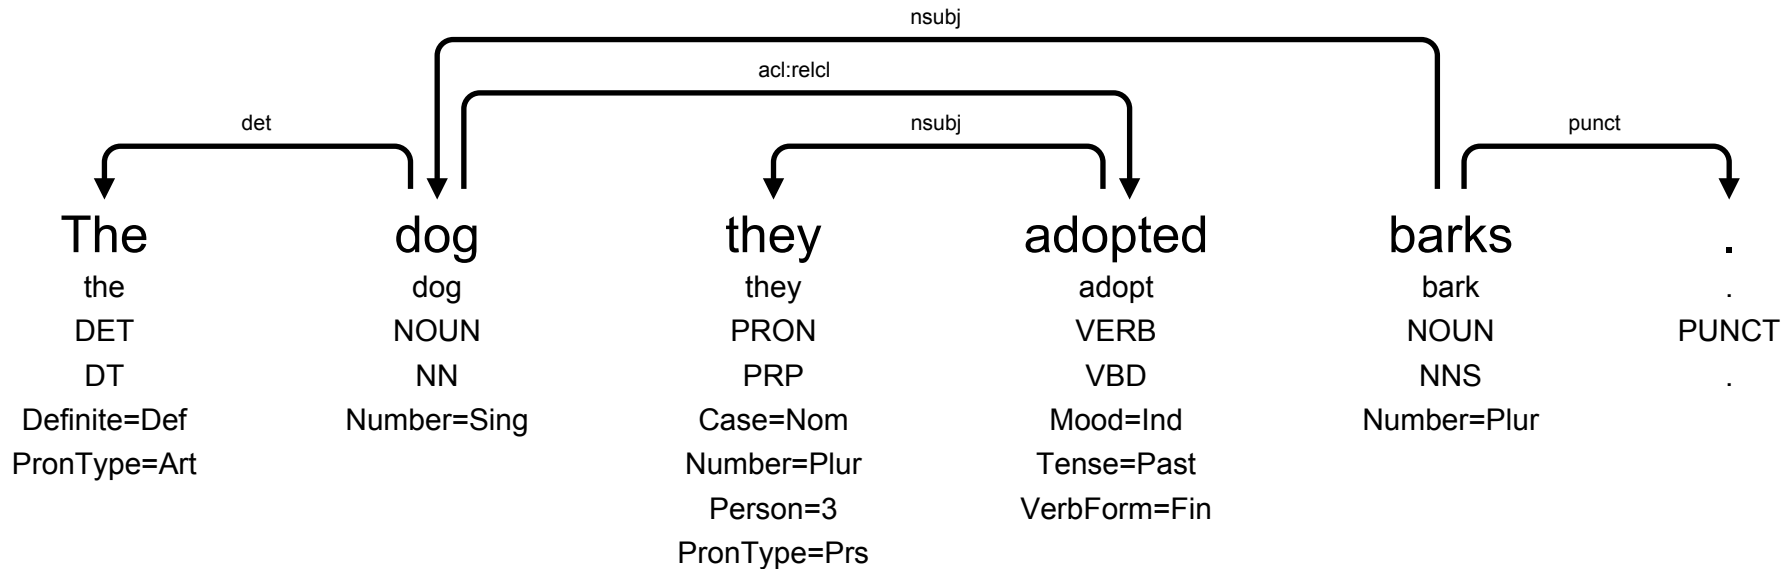 nsubj
acl:relcl
det nsubj punct
The dog they adopted barks .
the dog they adopt bark .
DET NOUN PRON VERB NOUN PUNCT
DT NN PRP VBD NNS .
Definite=Def Number=Sing Case=Nom Mood=Ind Number=Plur
PronType=Art Number=Plur Tense=Past
Person=3 VerbForm=Fin
PronType=Prs